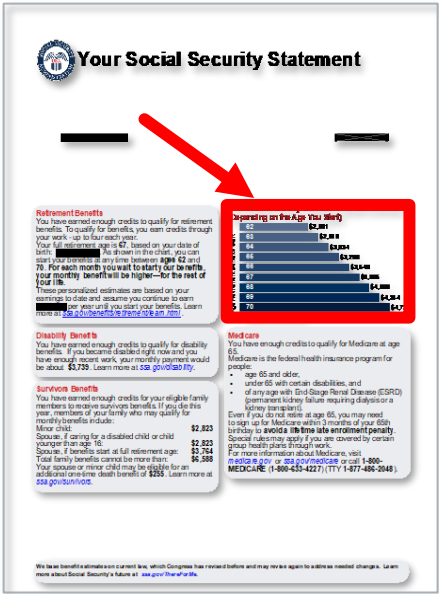 Your Social Security Statement
Retirement Benefits
You have earned enough credits to qualify for retirement
benefits. To qualify for benefits, you earn credits through
your work - up to four each year.
Your full retirement age is 67, based on your date of
birth: As shown in the chart, you can
start your benefits at any time between ages 62 and
70. For each month you wait to start your benefits,
your monthly benefit will be higher—for the rest of
your life.
These personalized estimates are based on your
earnings to date and assume you continue to earn
per year until you start your benefits. Learn
more at ssa.gov/benefits/retirement/learn.html.
Disability Benefits
You have earned enough credits to qualify for disability
benefits. If you became disabled right now and you
have enough recent work, your monthly payment would
be about $3,739. Learn more at ssa.gov/disability.
Survivors Benefits
You have earned enough credits for your eligible family
members to receive survivors benefits. If you die this
year, members of your family who may qualify for
monthly benefits include:
Minor child: $2,823
Spouse, if caring for a disabled child or child
younger than age 16: $2,823
Spouse, if benefits start at full retirement age: $3,764
Total family benefits cannot be more than: $6,588
Your spouse or minor child may be eligible for an
additional one-time death benefit of $255. Learn more at
ssa.gov/survivors.
Depending on the Age You Start)
62
63
64
65
66
67
68
69
70
Medicare
You have enough credits to qualify for Medicare at age
65.
Medicare is the federal health insurance program for
people:
• age 65 and older,
• under 65 with certain disabilities, and
• of any age with End-Stage Renal Disease (ESRD)
(permanent kidney failure requiring dialysis or a
kidney transplant).
Even if you do not retire at age 65, you may need
to sign up for Medicare within 3 months of your 65th
birthday to avoid a lifetime late enrollment penalty.
Special rules may apply if you are covered by certain
group health plans through work.
For more information about Medicare, visit
medicare.gov or ssa.gov/medicare or call 1-800-
MEDICARE (1-800-633-4227) (TTY 1-877-486-2048).
We base benefit estimates on current law, which Congress has revised before and may revise again to address needed changes. Learn
more about Social Security's future at ssa.gov/ThereForMe.